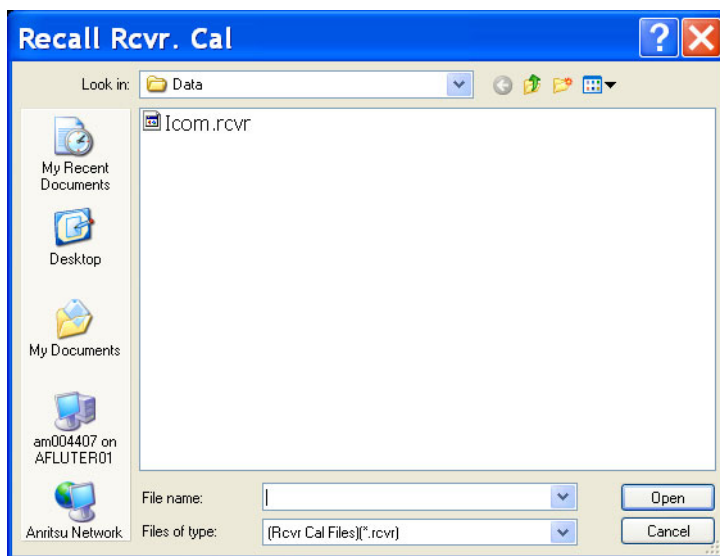 Recall Rcvr. Cal
Look in:
Data
Icom.rcvr
My Recent
Documents
Desktop
My Documents
am004407 on
AFLUTER01
Anritsu Network
File name:
Open
Files of type:
(Rcvr Cal Files)(*.rcvr)
Cancel